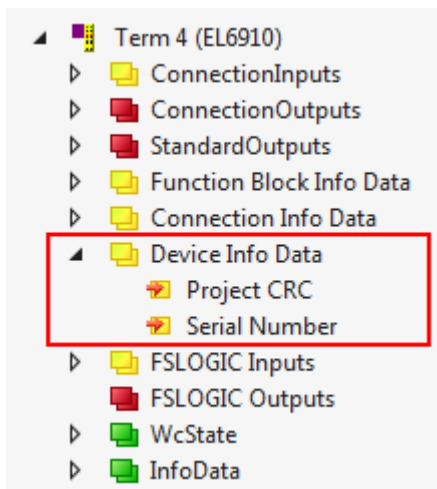 Term 4 (EL6910)
ConnectionInputs
ConnectionOutputs
StandardOutputs
Function Block Info Data
Connection Info Data
Device Info Data
Project CRC
Serial Number
FSLOGIC Inputs
FSLOGIC Outputs
WcState
InfoData